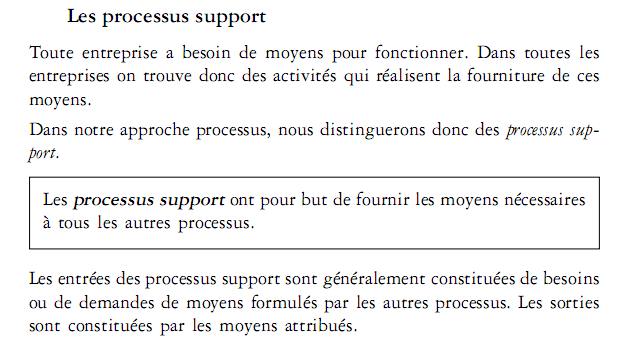 Les processus support
Toute entreprise a besoin de moyens pour fonctionner. Dans toutes les
entreprises on trouve donc des activités qui réalisent la fourniture de ces
moyens.
Dans notre approche processus, nous distinguerons donc des processus sup-
port.
Les processus support ont pour but de fournir les moyens nécessaires
à tous les autres processus.
Les entrées des processus support sont généralement constituées de besoins
ou de demandes de moyens formulés par les autres processus. Les sorties
sont constituées par les moyens attribués.